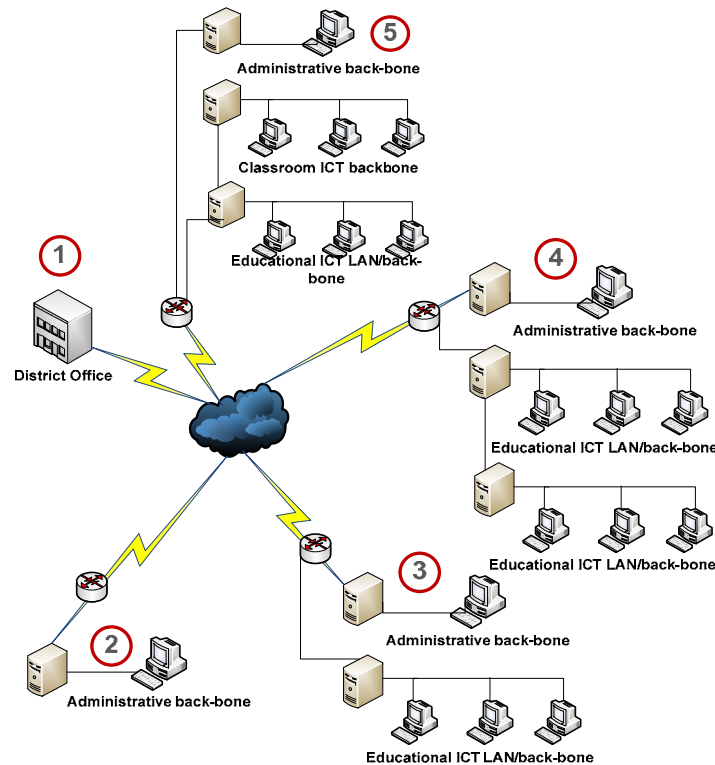 5
Administrative back-bone
Classroom ICT backbone
Educational ICT LAN/back-
bone
1
District Office
4
Administrative back-bone
Educational ICT LAN/back-bone
Educational ICT LAN/back-bone
3
Administrative back-bone
2
Administrative back-bone
Educational ICT LAN/back-bone